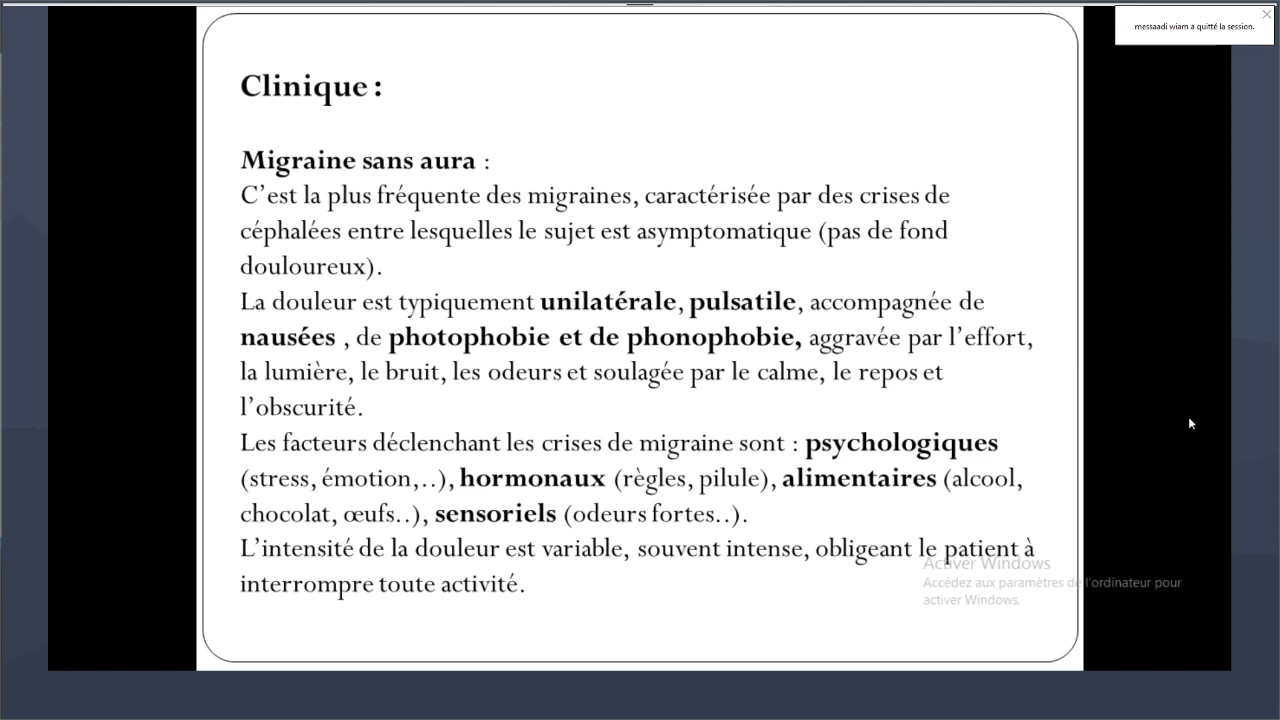 messaadi wiam a quitté la session.
Clinique :
Migraine sans aura :
C’est la plus fréquente des migraines, caractérisée par des crises de
céphalées entre lesquelles le sujet est asymptomatique (pas de fond
douloureux).
La douleur est typiquement unilatérale, pulsatile, accompagnée de
nausées , de photophobie et de phonophobie, aggravée par l’effort,
la lumière, le bruit, les odeurs et soulagée par le calme, le repos et
l’obscurité.
Les facteurs déclenchant les crises de migraine sont : psychologiques
(stress, émotion,..), hormonaux (règles, pilule), alimentaires (alcool,
chocolat, œufs..), sensoriels (odeurs fortes..).
L’intensité de la douleur est variable, souvent intense, obligeant le patient à
interrompre toute activité.
Activer Windows
Accédez aux paramètres de l'ordinateur pour
activer Windows.